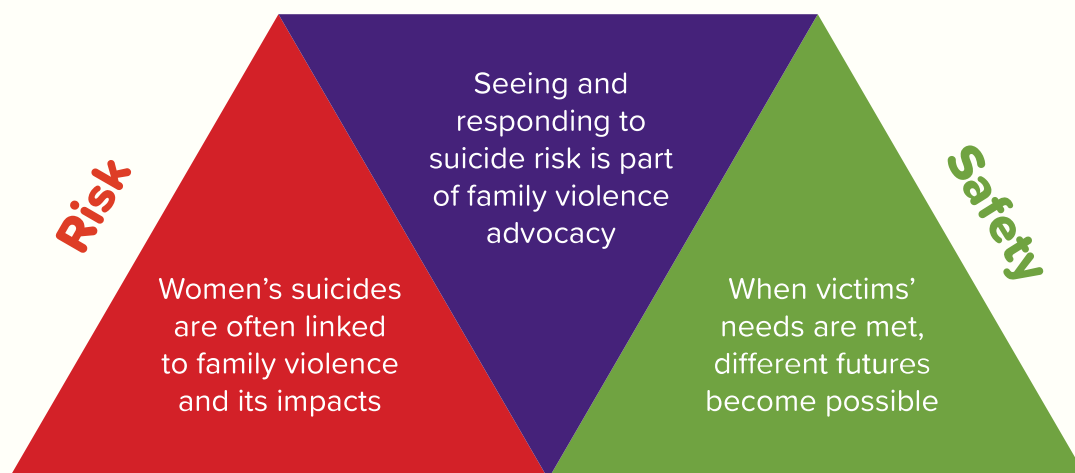 Risk
Women’s suicides
are often linked
to family violence
and its impacts
Seeing and
responding to
suicide risk is part
of family violence
advocacy
Safety
When victims’
needs are met,
different futures
become possible